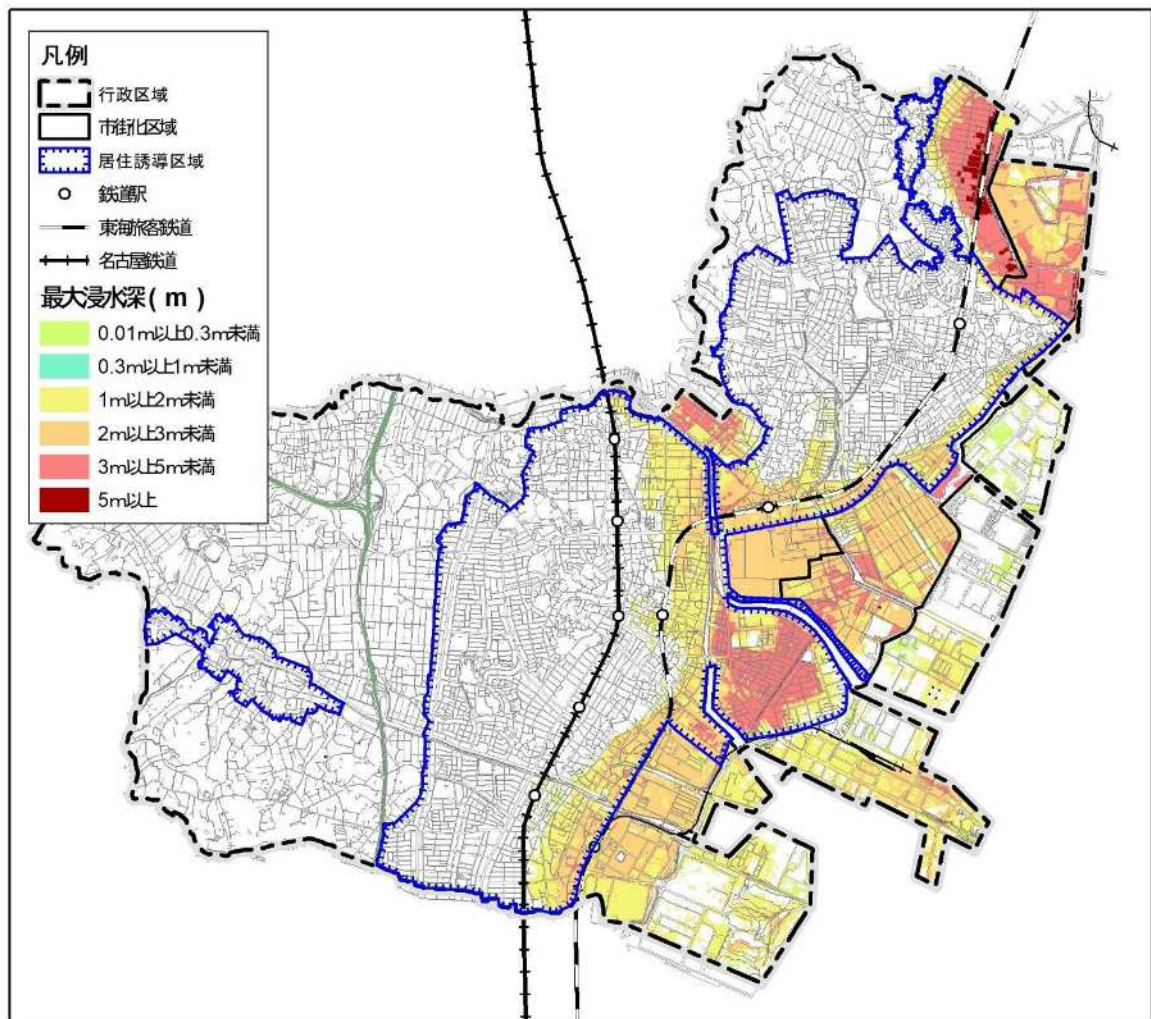 凡例
行政区域
市街化区域
居住誘導区域
鉄道駅
東海旅客鉄道
名古屋鉄道
最大浸水深(m)
0.01m以上0.3m未満
0.3m以上1m未満
1m以上2m未満
2m以上3m未満
3m以上5m未満
5m以上